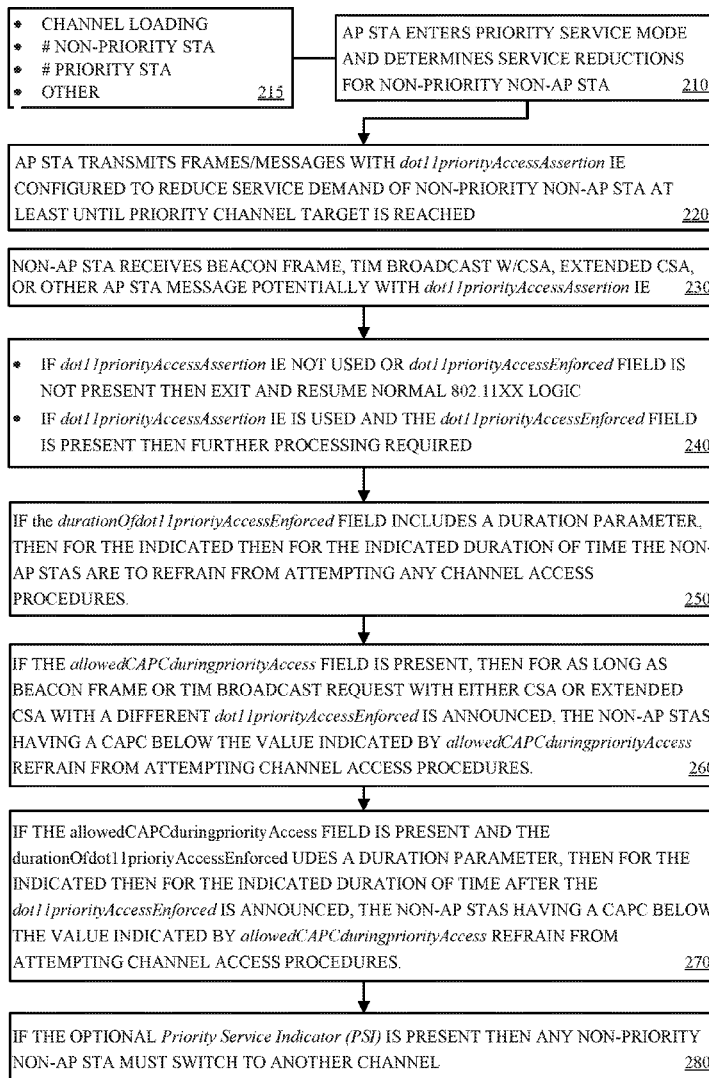 • CHANNEL LOADING
• # NON-PRIORITY STA
• # PRIORITY STA
• OTHER 215
AP STA ENTERS PRIORITY SERVICE MODE
AND DETERMINES SERVICE REDUCTIONS
FOR NON-PRIORITY NON-AP STA 210
AP STA TRANSMITS FRAMES/MESSAGES WITH dot11priorityAccessAssertion IE
CONFIGURED TO REDUCE SERVICE DEMAND OF NON-PRIORITY NON-AP STA AT
LEAST UNTIL PRIORITY CHANNEL TARGET IS REACHED 220
NON-AP STA RECEIVES BEACON FRAME, TIM BROADCAST W/CSA, EXTENDED CSA,
OR OTHER AP STA MESSAGE POTENTIALLY WITH dot11priorityAccessAssertion IE 230
• IF dot11priorityAccessAssertion IE NOT USED OR dot11priorityAccessEnforced FIELD IS
NOT PRESENT THEN EXIT AND RESUME NORMAL 802.11XX LOGIC
• IF dot11priorityAccessAssertion IE IS USED AND THE dot11priorityAccessEnforced FIELD
IS PRESENT THEN FURTHER PROCESSING REQUIRED 240
IF the durationOfdot11prioriyAccessEnforced FIELD INCLUDES A DURATION PARAMETER,
THEN FOR THE INDICATED THEN FOR THE INDICATED DURATION OF TIME THE NON-
AP STAS ARE TO REFRAIN FROM ATTEMPTING ANY CHANNEL ACCESS
PROCEDURES. 250
IF THE allowedCAPCduringpriorityAccess FIELD IS PRESENT, THEN FOR AS LONG AS
BEACON FRAME OR TIM BROADCAST REQUEST WITH EITHER CSA OR EXTENDED
CSA WITH A DIFFERENT dot11priorityAccessEnforced IS ANNOUNCED, THE NON-AP STAS
HAVING A CAPC BELOW THE VALUE INDICATED BY allowedCAPCduringpriorityAccess
REFRAIN FROM ATTEMPTING CHANNEL ACCESS PROCEDURES. 260
IF THE allowedCAPCduringpriorityAccess FIELD IS PRESENT AND THE
durationOfdot11prioriyAccessEnforced UDES A DURATION PARAMETER, THEN FOR THE
INDICATED THEN FOR THE INDICATED DURATION OF TIME AFTER THE
dot11priorityAccessEnforced IS ANNOUNCED, THE NON-AP STAS HAVING A CAPC BELOW
THE VALUE INDICATED BY allowedCAPCduringpriorityAccess REFRAIN FROM
ATTEMPTING CHANNEL ACCESS PROCEDURES. 270
IF THE OPTIONAL Priority Service Indicator (PSI) IS PRESENT THEN ANY NON-PRIORITY
NON-AP STA MUST SWITCH TO ANOTHER CHANNEL 280